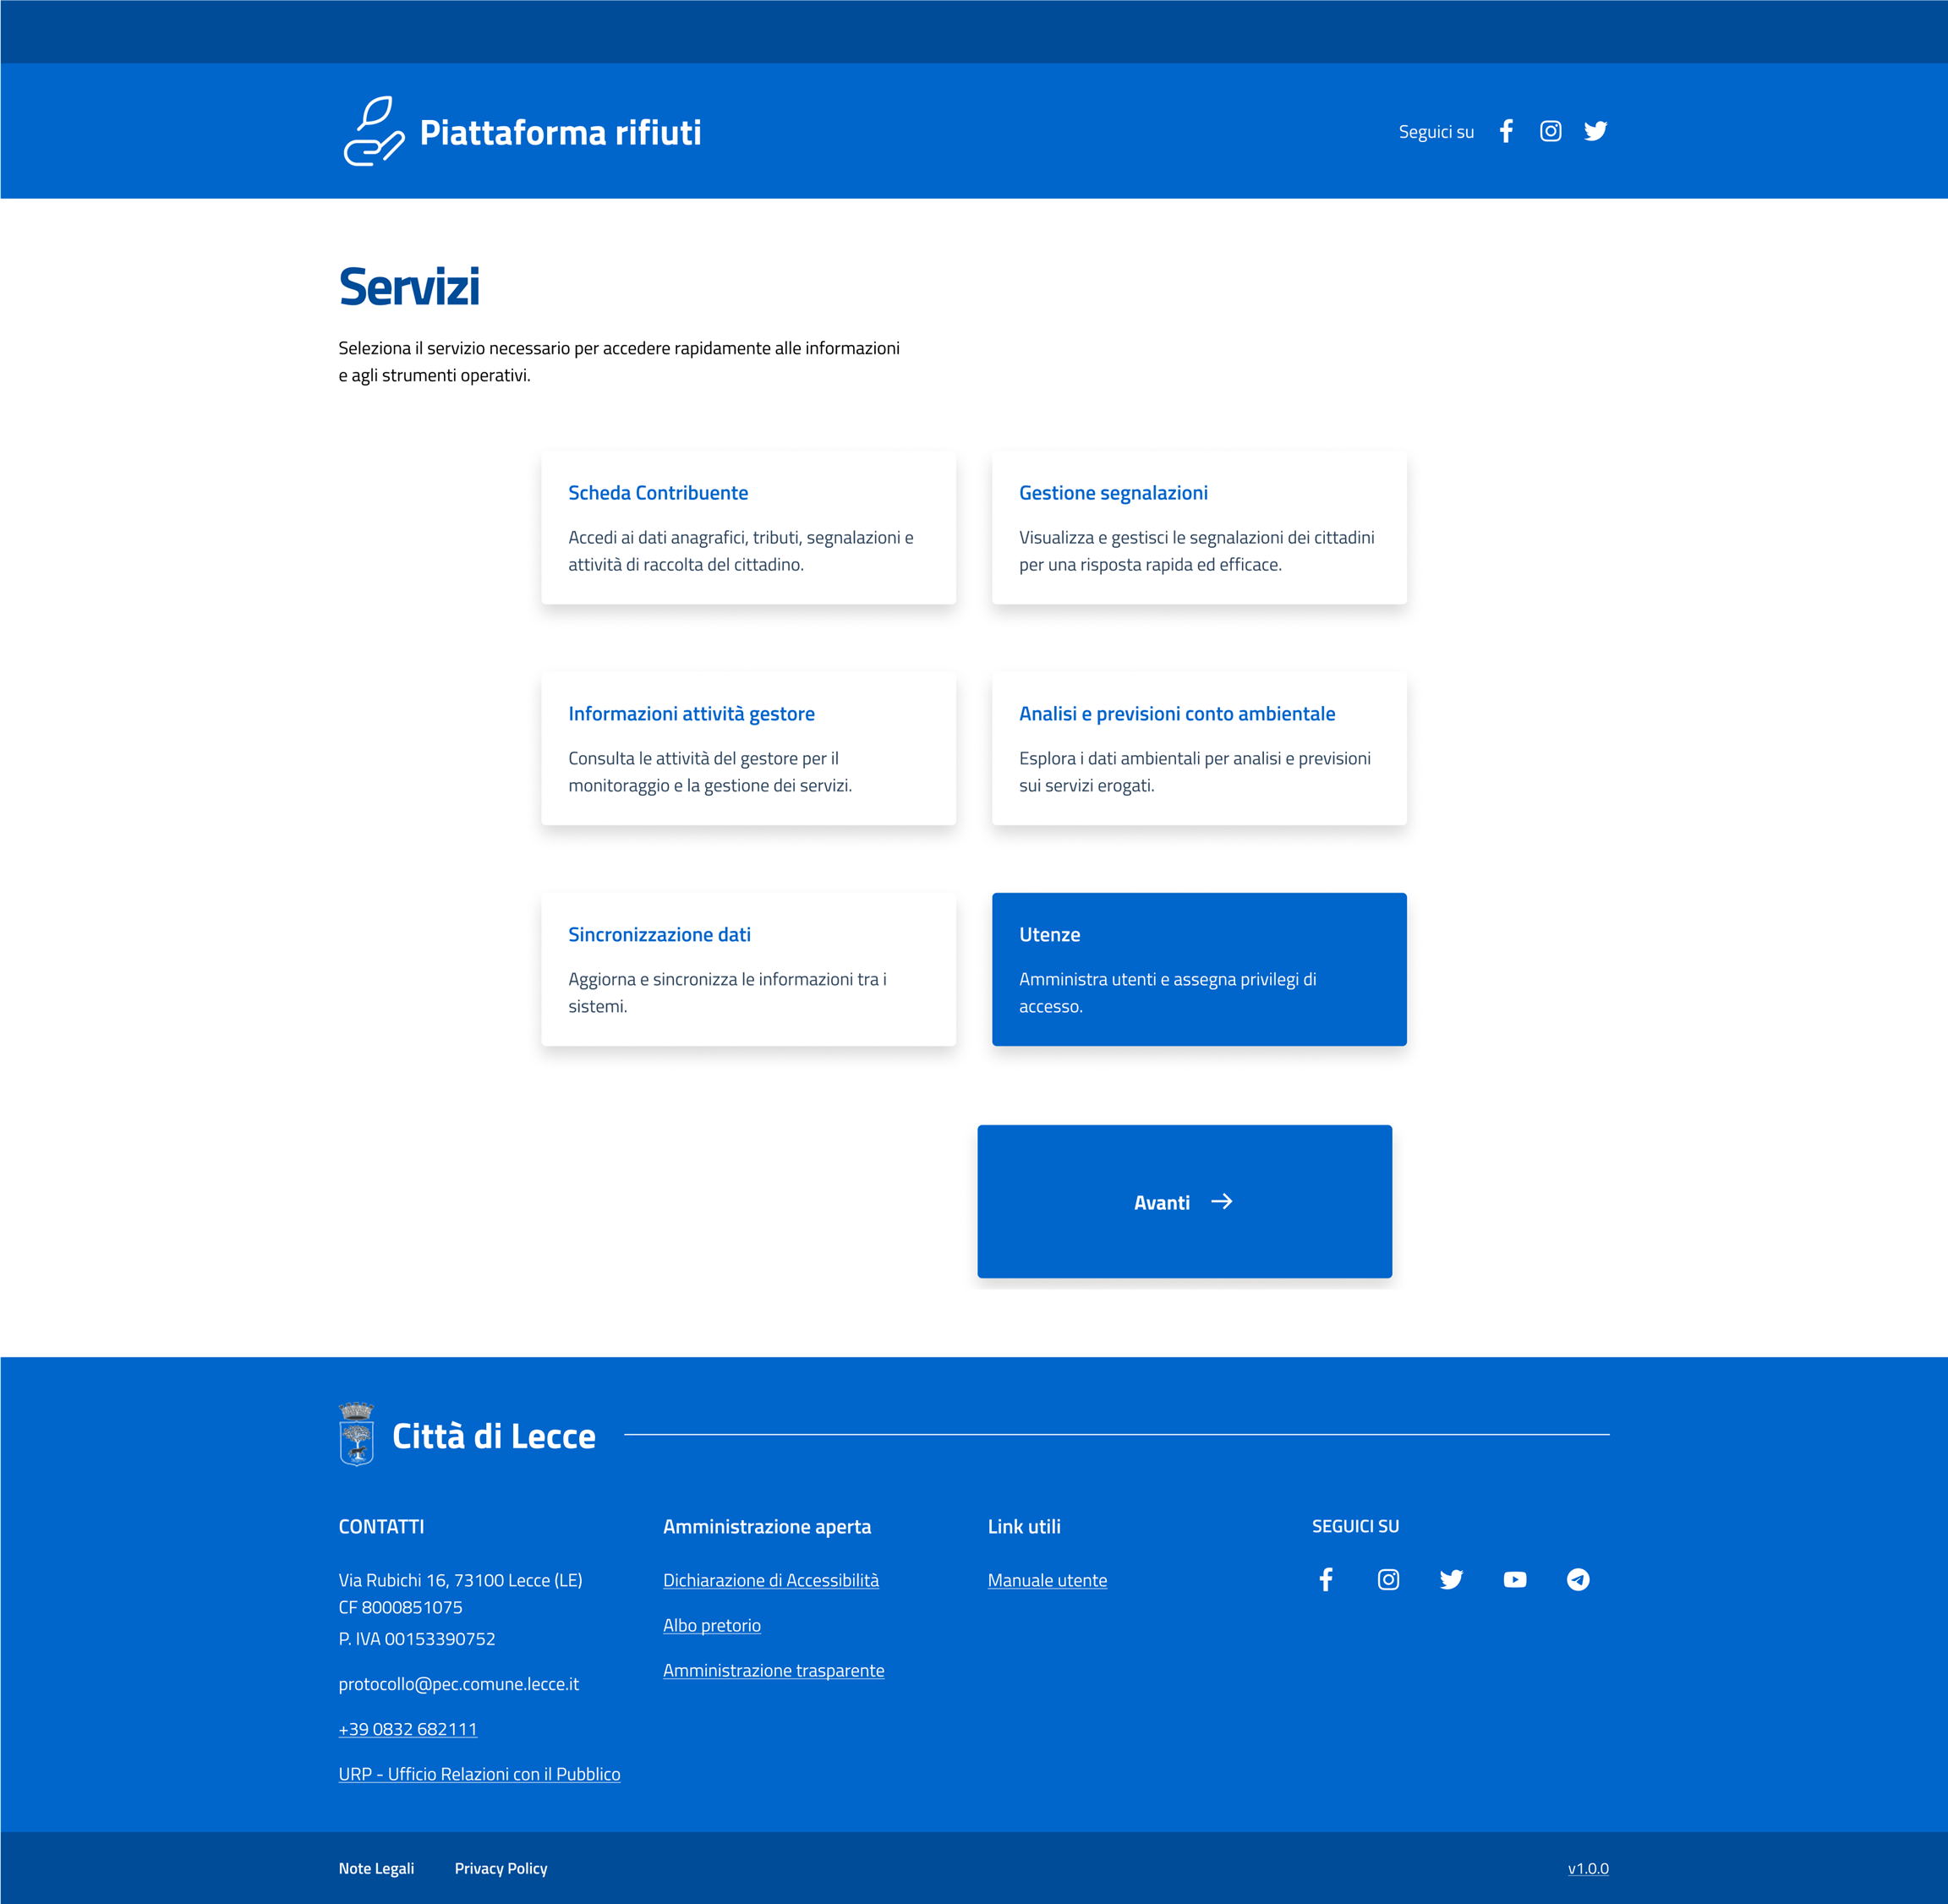 Piattaforma rifiuti
Seguici su
Servizi
Seleziona il servizio necessario per accedere rapidamente alle informazioni
e agli strumenti operativi.
Scheda Contribuente
Accedi ai dati anagrafici, tributi, segnalazioni e
attività di raccolta del cittadino.
Gestione segnalazioni
Visualizza e gestisci le segnalazioni dei cittadini
per una risposta rapida ed efficace.
Informazioni attività gestore
Consulta le attività del gestore per il
monitoraggio e la gestione dei servizi.
Analisi e previsioni conto ambientale
Esplora i dati ambientali per analisi e previsioni
sui servizi erogati.
Sincronizzazione dati
Aggiorna e sincronizza le informazioni tra i
sistemi.
Utenze
Amministra utenti e assegna privilegi di
accesso.
Avanti
Città di Lecce
CONTATTI
Via Rubichi 16, 73100 Lecce (LE)
CF 8000851075
P. IVA 00153390752
protocollo@pec.comune.lecce.it
+39 0832 682111
URP - Ufficio Relazioni con il Pubblico
Amministrazione aperta
Dichiarazione di Accessibilità
Albo pretorio
Amministrazione trasparente
Link utili
Manuale utente
SEGUICI SU
Note Legali
Privacy Policy
v1.0.0